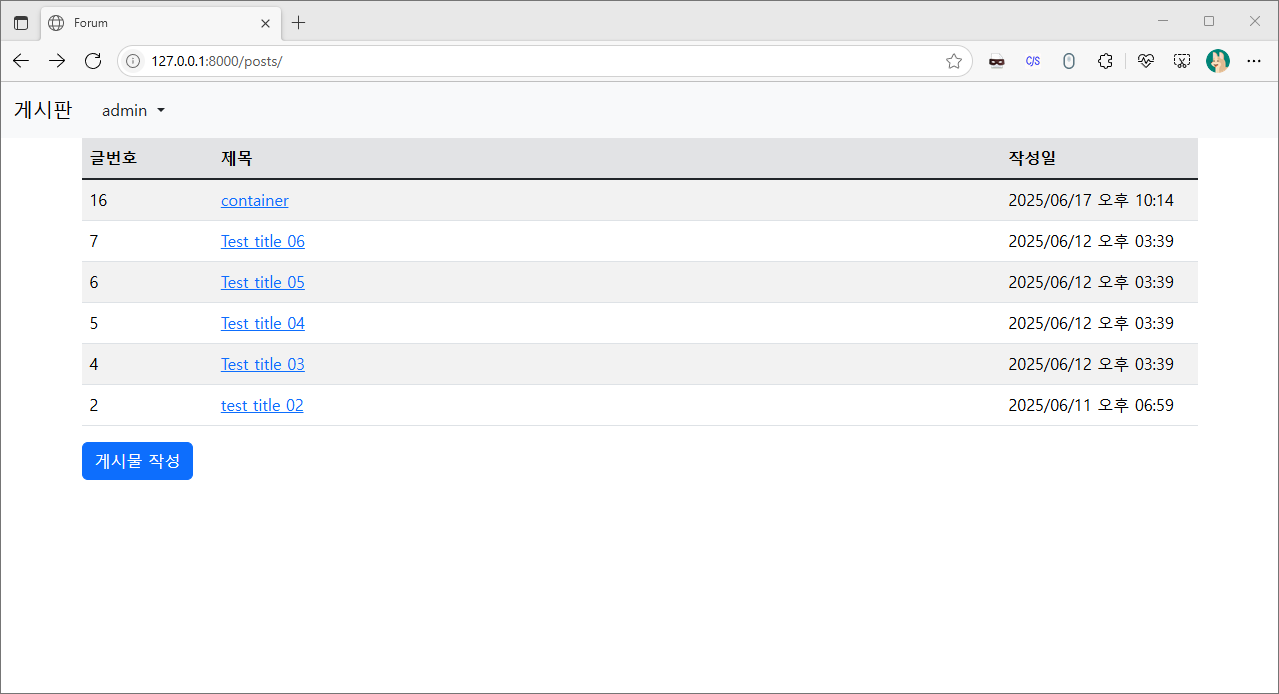 Forum
127.0.0.1:8000/posts/
C/S
게시판 admin
글번호 제목 작성일
16 container 2025/06/17 오후 10:14
7 Test title 06 2025/06/12 오후 03:39
6 Test title 05 2025/06/12 오후 03:39
5 Test title 04 2025/06/12 오후 03:39
4 Test title 03 2025/06/12 오후 03:39
2 test title 02 2025/06/11 오후 06:59
게시물 작성